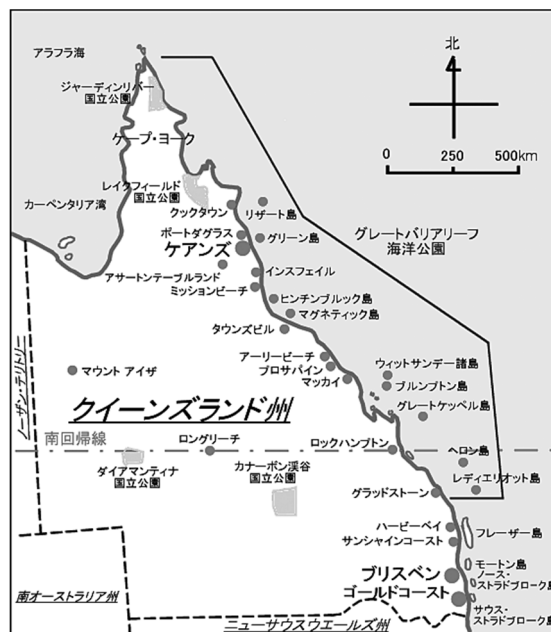 アラフラ海
北
ジャーディンリバー
国立公園
ケープ・ヨーク
0 250 500km
レイクフィールド
国立公園
カーペンタリア湾
クックタウン
リザート島
ポートダグラス
グリーン島
ケアンズ
グレートバリアリーフ
海洋公園
アサートンテーブルランド
インスフェイル
ミッションビーチ
ヒンチンブルック島
マグネティック島
タウンズビル
ノーザン・テリトリー
アーリービーチ
ウィットサンデー諸島
マウント アイザ
プロサパイン
ブルンプトン島
マッカイ
グレートケッペル島
クイーンズランド州
南回帰線
ロングリーチ
ロックハンプトン
ヘロン島
ダイアマンティナ
国立公園
カナーボン渓谷
国立公園
レディエリオット島
グラッドストーン
ハービーベイ
フレーザー島
サンシャインコースト
モートン島
ブリスベン
ノース・
ストラドブローク島
ゴールドコースト
南オーストラリア州
サウス・
ストラドブローク島
ニューサウスウエールズ州